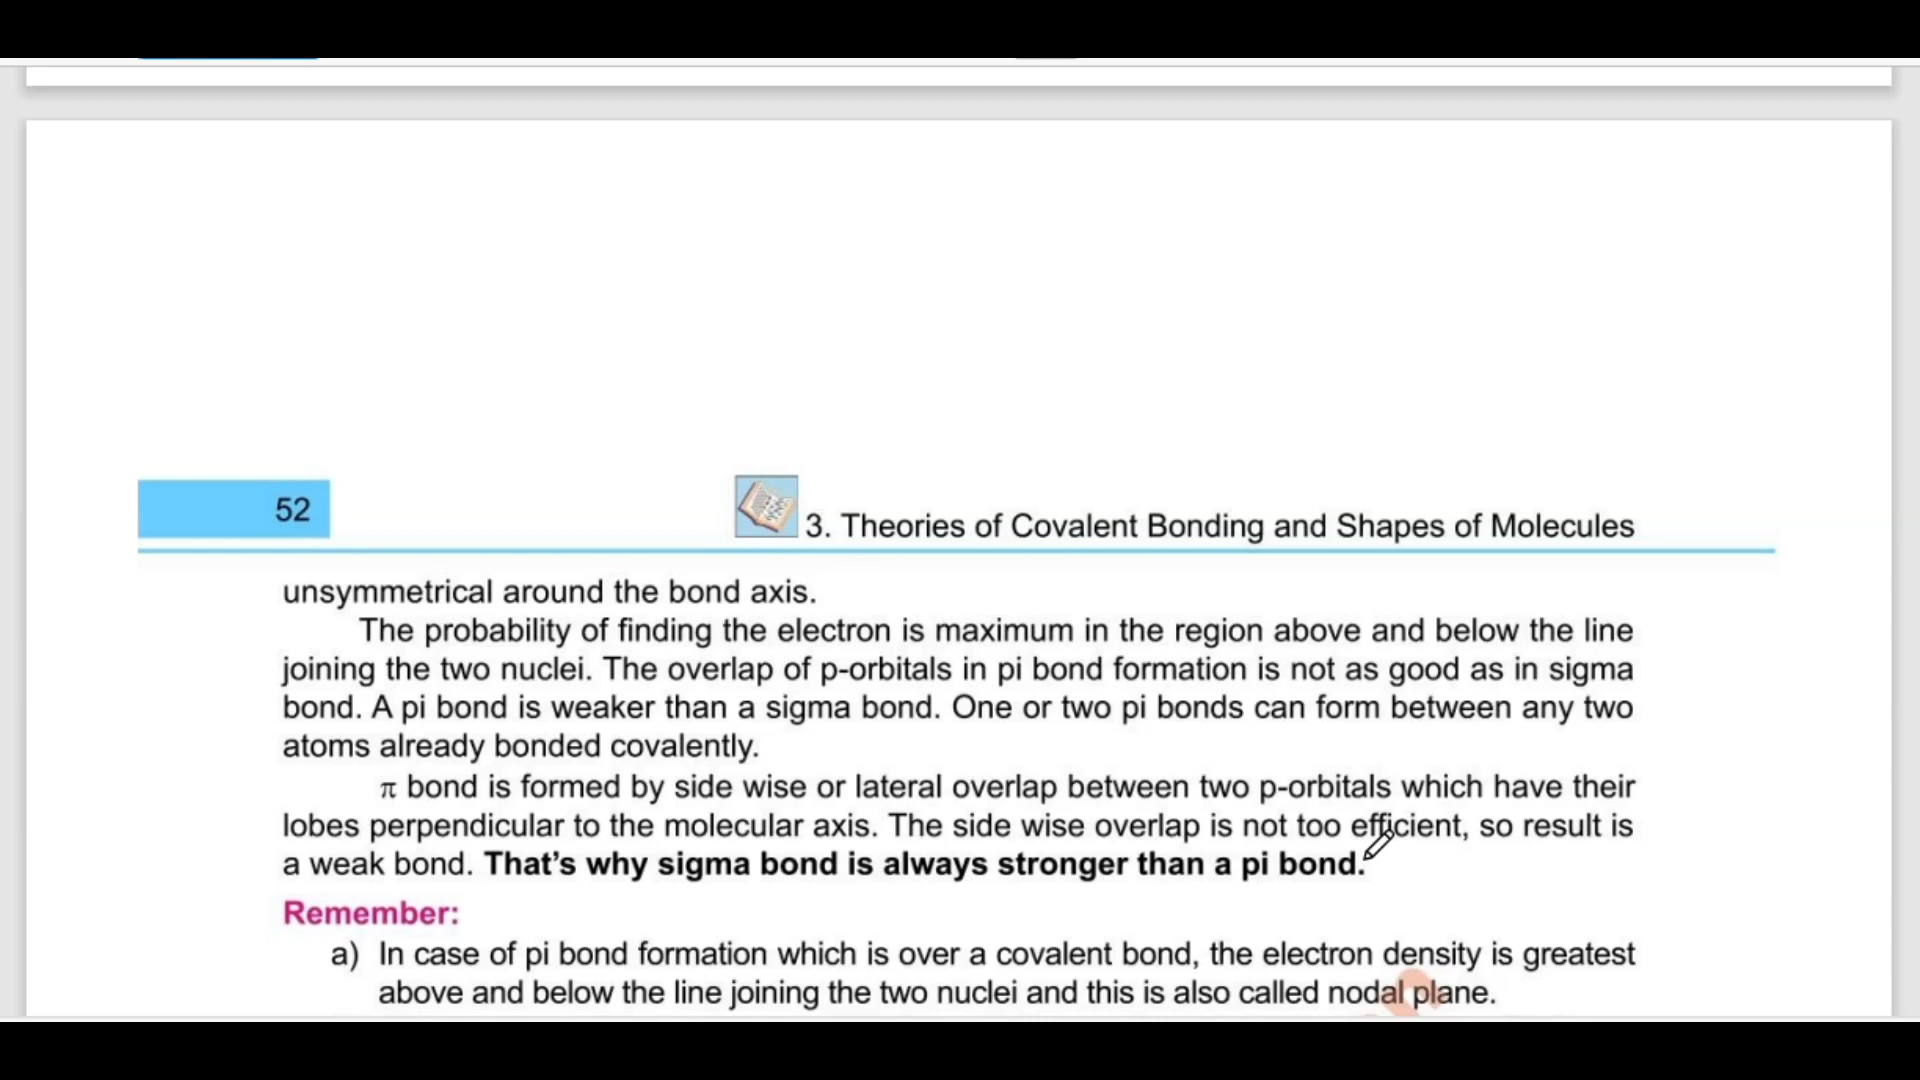 52
3. Theories of Covalent Bonding and Shapes of Molecules
unsymmetrical around the bond axis.
The probability of finding the electron is maximum in the region above and below the line
joining the two nuclei. The overlap of p-orbitals in pi bond formation is not as good as in sigma
bond. A pi bond is weaker than a sigma bond. One or two pi bonds can form between any two
atoms already bonded covalently.
π bond is formed by side wise or lateral overlap between two p-orbitals which have their
lobes perpendicular to the molecular axis. The side wise overlap is not too efficient, so result is
a weak bond. That’s why sigma bond is always stronger than a pi bond.
Remember:
a) In case of pi bond formation which is over a covalent bond, the electron density is greatest
above and below the line joining the two nuclei and this is also called nodal plane.